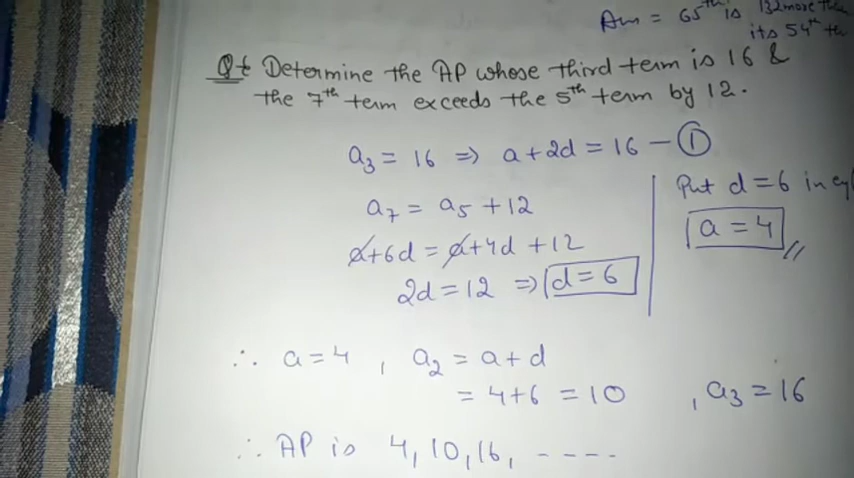 Ans = 65th is 132 more than
its 54th
Q Determine the AP whose third term is 16 &
the 7th term exceeds the 5th term by 12.
a₃ = 16 ⇒ a+2d = 16 — ①
a₇ = a₅ + 12
a+6d = a+4d + 12
2d = 12 ⇒ d = 6
Put d = 6 in
a = 4
∴ a = 4 , a₂ = a + d
= 4+6 = 10 , a₃ = 16
∴ AP is 4, 10, 16, ----